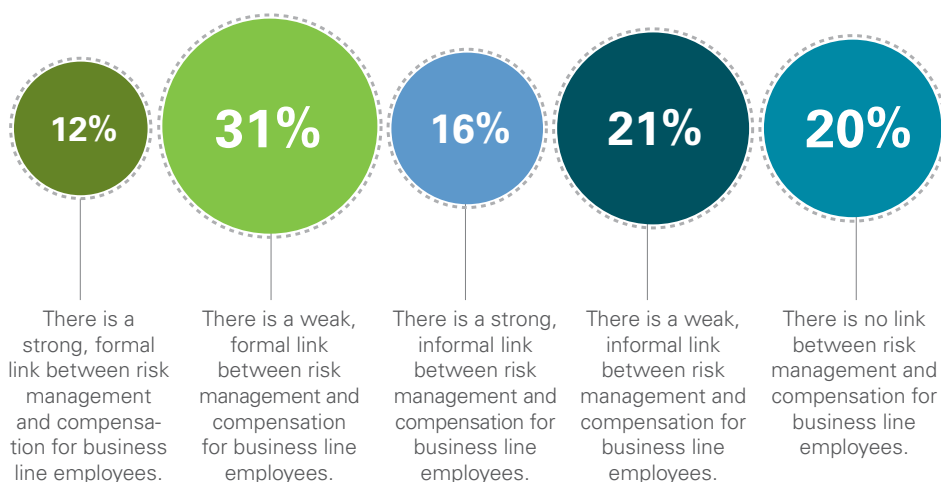 12%
31%
16%
21%
20%
There is a
strong, formal
link between risk
management
and compensa-
tion for business
line employees.
There is a weak,
formal link
between risk
management and
compensation
for business line
employees.
There is a strong,
informal link
between risk
management and
compensation for
business line
employees.
There is a weak,
informal link
between risk
management and
compensation for
business line
employees.
There is no link
between risk
management and
compensation for
business line
employees.